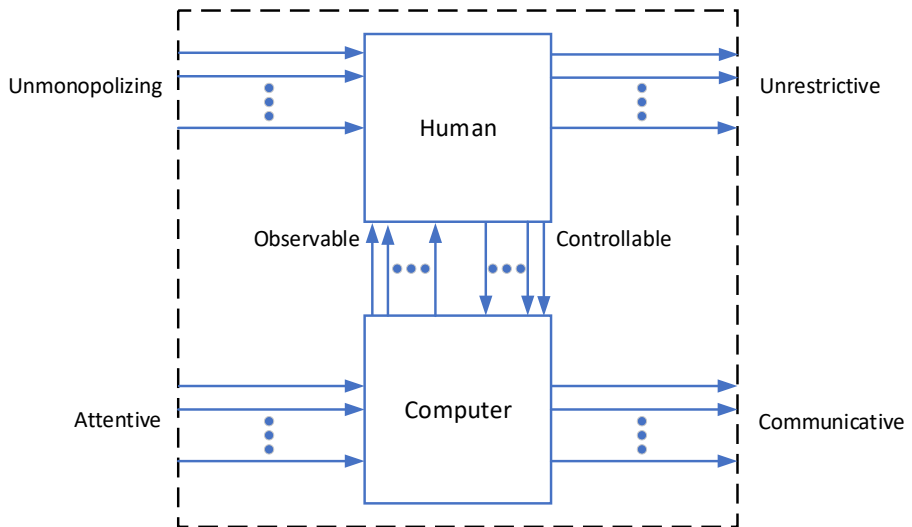 Unmonopolizing
Unrestrictive
Human
Observable
Controllable
Computer
Attentive
Communicative